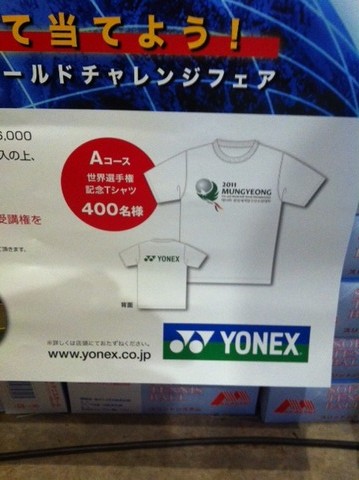 て当てよう！
ールドチャレンジフェア
6,000
入の上、
Aコース
世界選手権
記念Tシャツ
400名様
2011
MUNGYEONG
受講権を
YONEX
背面
※詳しくは店頭にておたずねください。
www.yonex.co.jp
YONEX